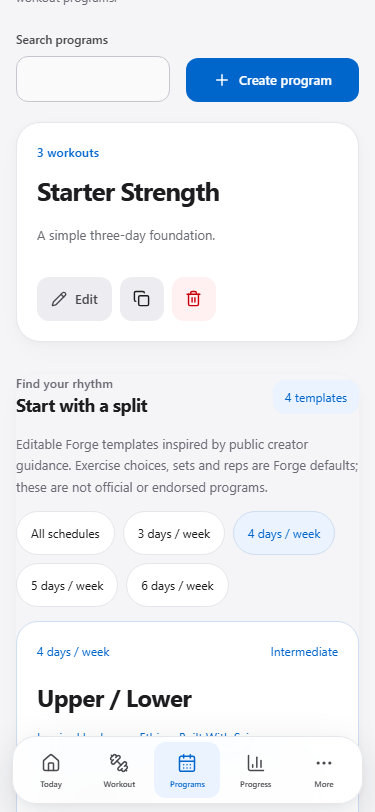 workout programs.
Search programs
Create program
3 workouts
Starter Strength
A simple three-day foundation.
Edit
Find your rhythm
Start with a split
4 templates
Editable Forge templates inspired by public creator
guidance. Exercise choices, sets and reps are Forge defaults;
these are not official or endorsed programs.
All schedules
3 days / week
4 days / week
5 days / week
6 days / week
4 days / week
Intermediate
Upper / Lower
Today
Workout
Programs
Progress
More